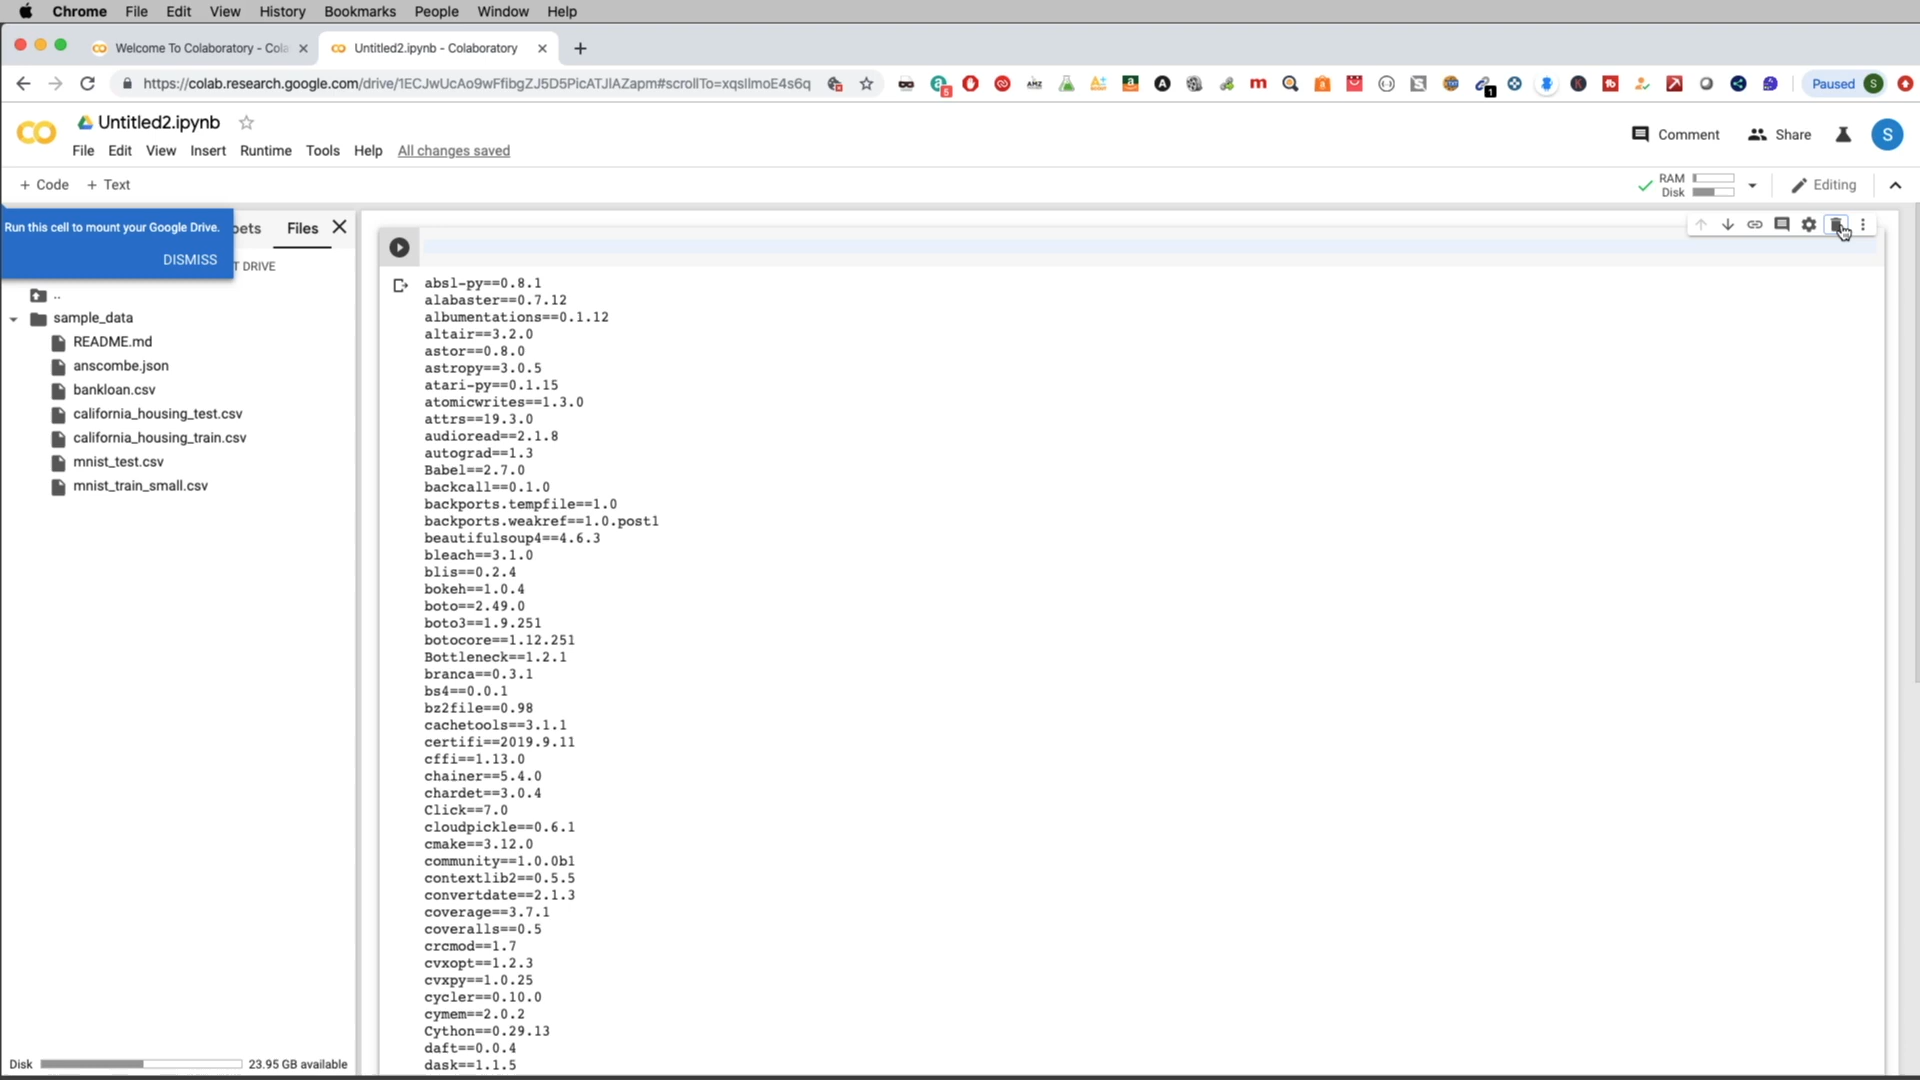 Chrome File Edit View History Bookmarks People Window Help
Welcome To Colaboratory - Cola
Untitled2.ipynb - Colaboratory
https://colab.research.google.com/drive/1ECJwUcAo9wFfibgZJ5D5PicATJIAZapm#scrollTo=xqsIlmoE4s6q
Paused S
Untitled2.ipynb
Comment Share S
File Edit View Insert Runtime Tools Help All changes saved
+ Code + Text
RAM
Disk
Editing
Run this cell to mount your Google Drive.
DISMISS
Files
T DRIVE
..
sample_data
README.md
anscombe.json
bankloan.csv
california_housing_test.csv
california_housing_train.csv
mnist_test.csv
mnist_train_small.csv
Disk 23.95 GB available
absl-py==0.8.1
alabaster==0.7.12
albumentations==0.1.12
altair==3.2.0
astor==0.8.0
astropy==3.0.5
atari-py==0.1.15
atomicwrites==1.3.0
attrs==19.3.0
audioread==2.1.8
autograd==1.3
Babel==2.7.0
backcall==0.1.0
backports.tempfile==1.0
backports.weakref==1.0.post1
beautifulsoup4==4.6.3
bleach==3.1.0
blis==0.2.4
bokeh==1.0.4
boto==2.49.0
boto3==1.9.251
botocore==1.12.251
Bottleneck==1.2.1
branca==0.3.1
bs4==0.0.1
bz2file==0.98
cachetools==3.1.1
certifi==2019.9.11
cffi==1.13.0
chainer==5.4.0
chardet==3.0.4
Click==7.0
cloudpickle==0.6.1
cmake==3.12.0
community==1.0.0b1
contextlib2==0.5.5
convertdate==2.1.3
coverage==3.7.1
coveralls==0.5
crcmod==1.7
cvxopt==1.2.3
cvxpy==1.0.25
cycler==0.10.0
cymem==2.0.2
Cython==0.29.13
daft==0.0.4
dask==1.1.5